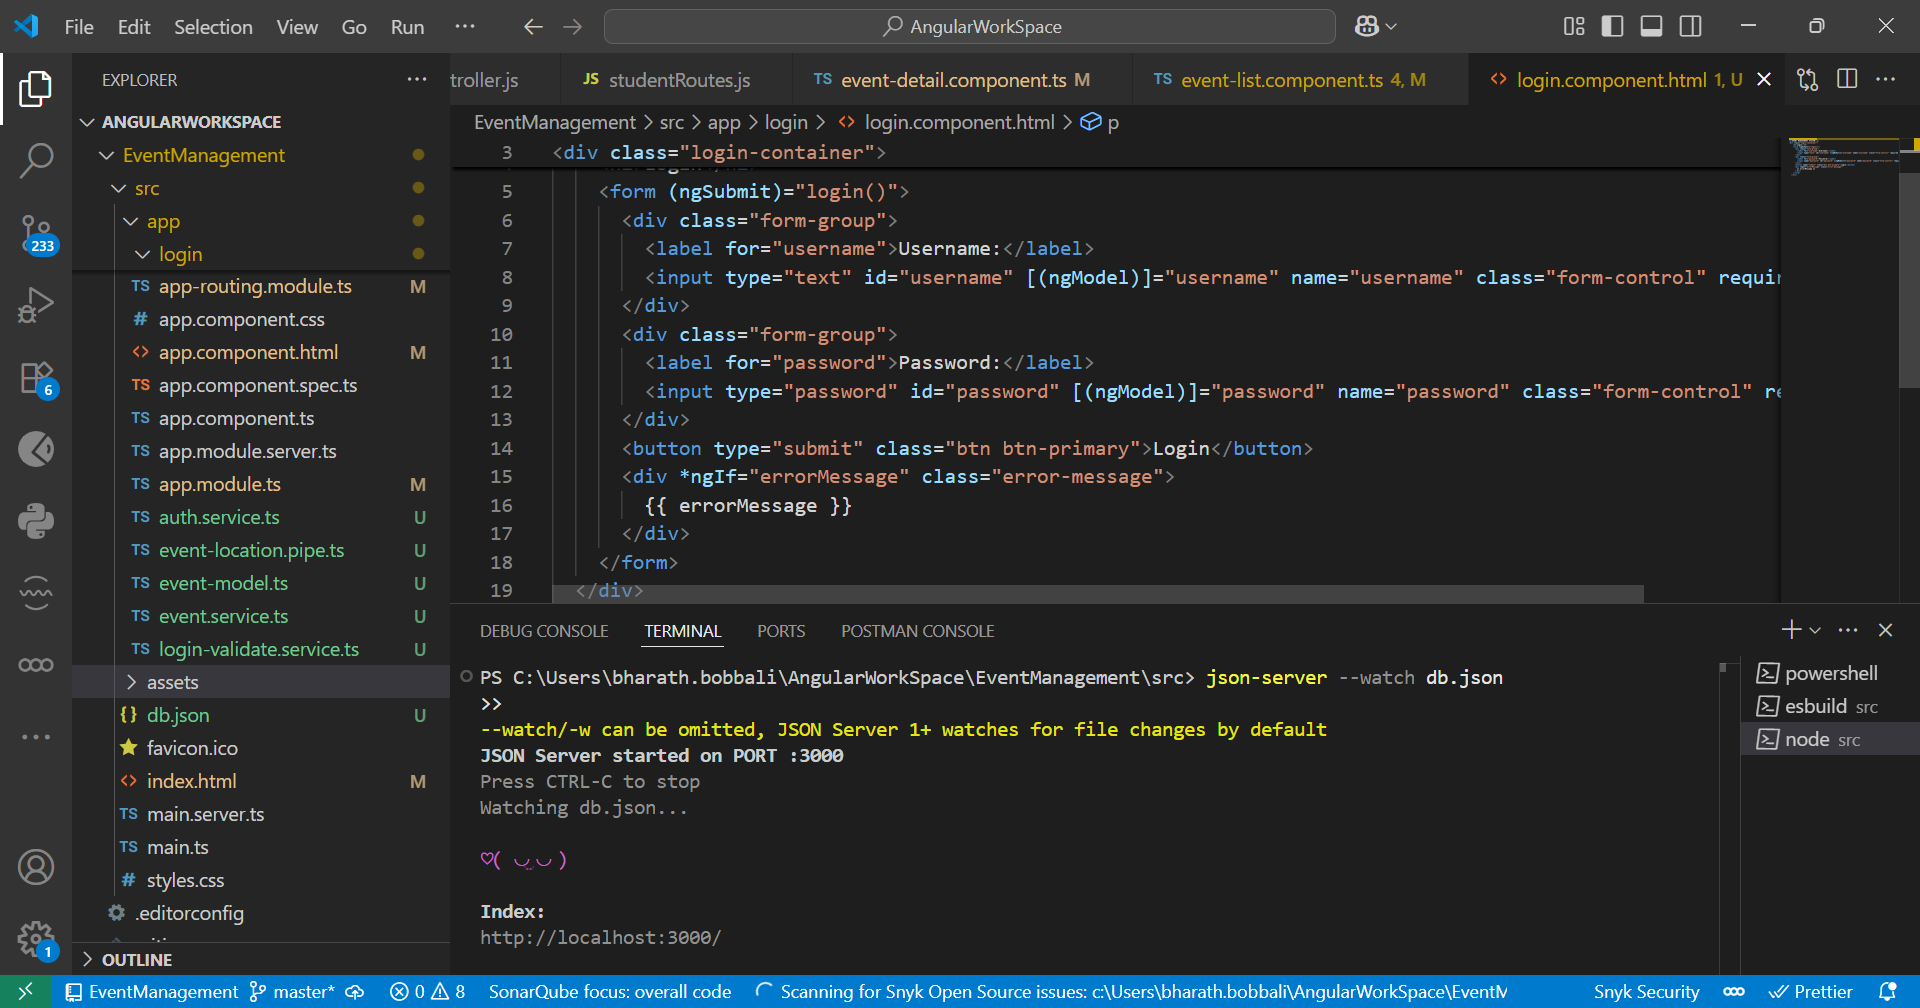 File Edit Selection View Go Run ··· AngularWorkSpace
EXPLORER ···
ANGULARWORKSPACE
EventManagement
src
app
login
TS app-routing.module.ts M
# app.component.css
<> app.component.html M
TS app.component.spec.ts
TS app.component.ts
TS app.module.server.ts
TS app.module.ts M
TS auth.service.ts U
TS event-location.pipe.ts U
TS event-model.ts U
TS event.service.ts U
TS login-validate.service.ts U
assets
{} db.json U
favicon.ico
<> index.html M
TS main.server.ts
TS main.ts
# styles.css
.editorconfig
OUTLINE
233
6
1
troller.js JS studentRoutes.js TS event-detail.component.ts M TS event-list.component.ts 4, M <> login.component.html 1, U
EventManagement > src > app > login > <> login.component.html > p
3 <div class="login-container">
5 <form (ngSubmit)="login()">
6 <div class="form-group">
7 <label for="username">Username:</label>
8 <input type="text" id="username" [(ngModel)]="username" name="username" class="form-control" requir
9 </div>
10 <div class="form-group">
11 <label for="password">Password:</label>
12 <input type="password" id="password" [(ngModel)]="password" name="password" class="form-control" re
13 </div>
14 <button type="submit" class="btn btn-primary">Login</button>
15 <div *ngIf="errorMessage" class="error-message">
16 {{ errorMessage }}
17 </div>
18 </form>
19 </div>
DEBUG CONSOLE TERMINAL PORTS POSTMAN CONSOLE
PS C:\Users\bharath.bobbali\AngularWorkSpace\EventManagement\src> json-server --watch db.json
>>
--watch/-w can be omitted, JSON Server 1+ watches for file changes by default
JSON Server started on PORT :3000
Press CTRL-C to stop
Watching db.json...
♡( ◡‿◡ )
Index:
http://localhost:3000/
powershell
esbuild src
node src
EventManagement master* 0 8 SonarQube focus: overall code Scanning for Snyk Open Source issues: c:\Users\bharath.bobbali\AngularWorkSpace\EventM Snyk Security Prettier